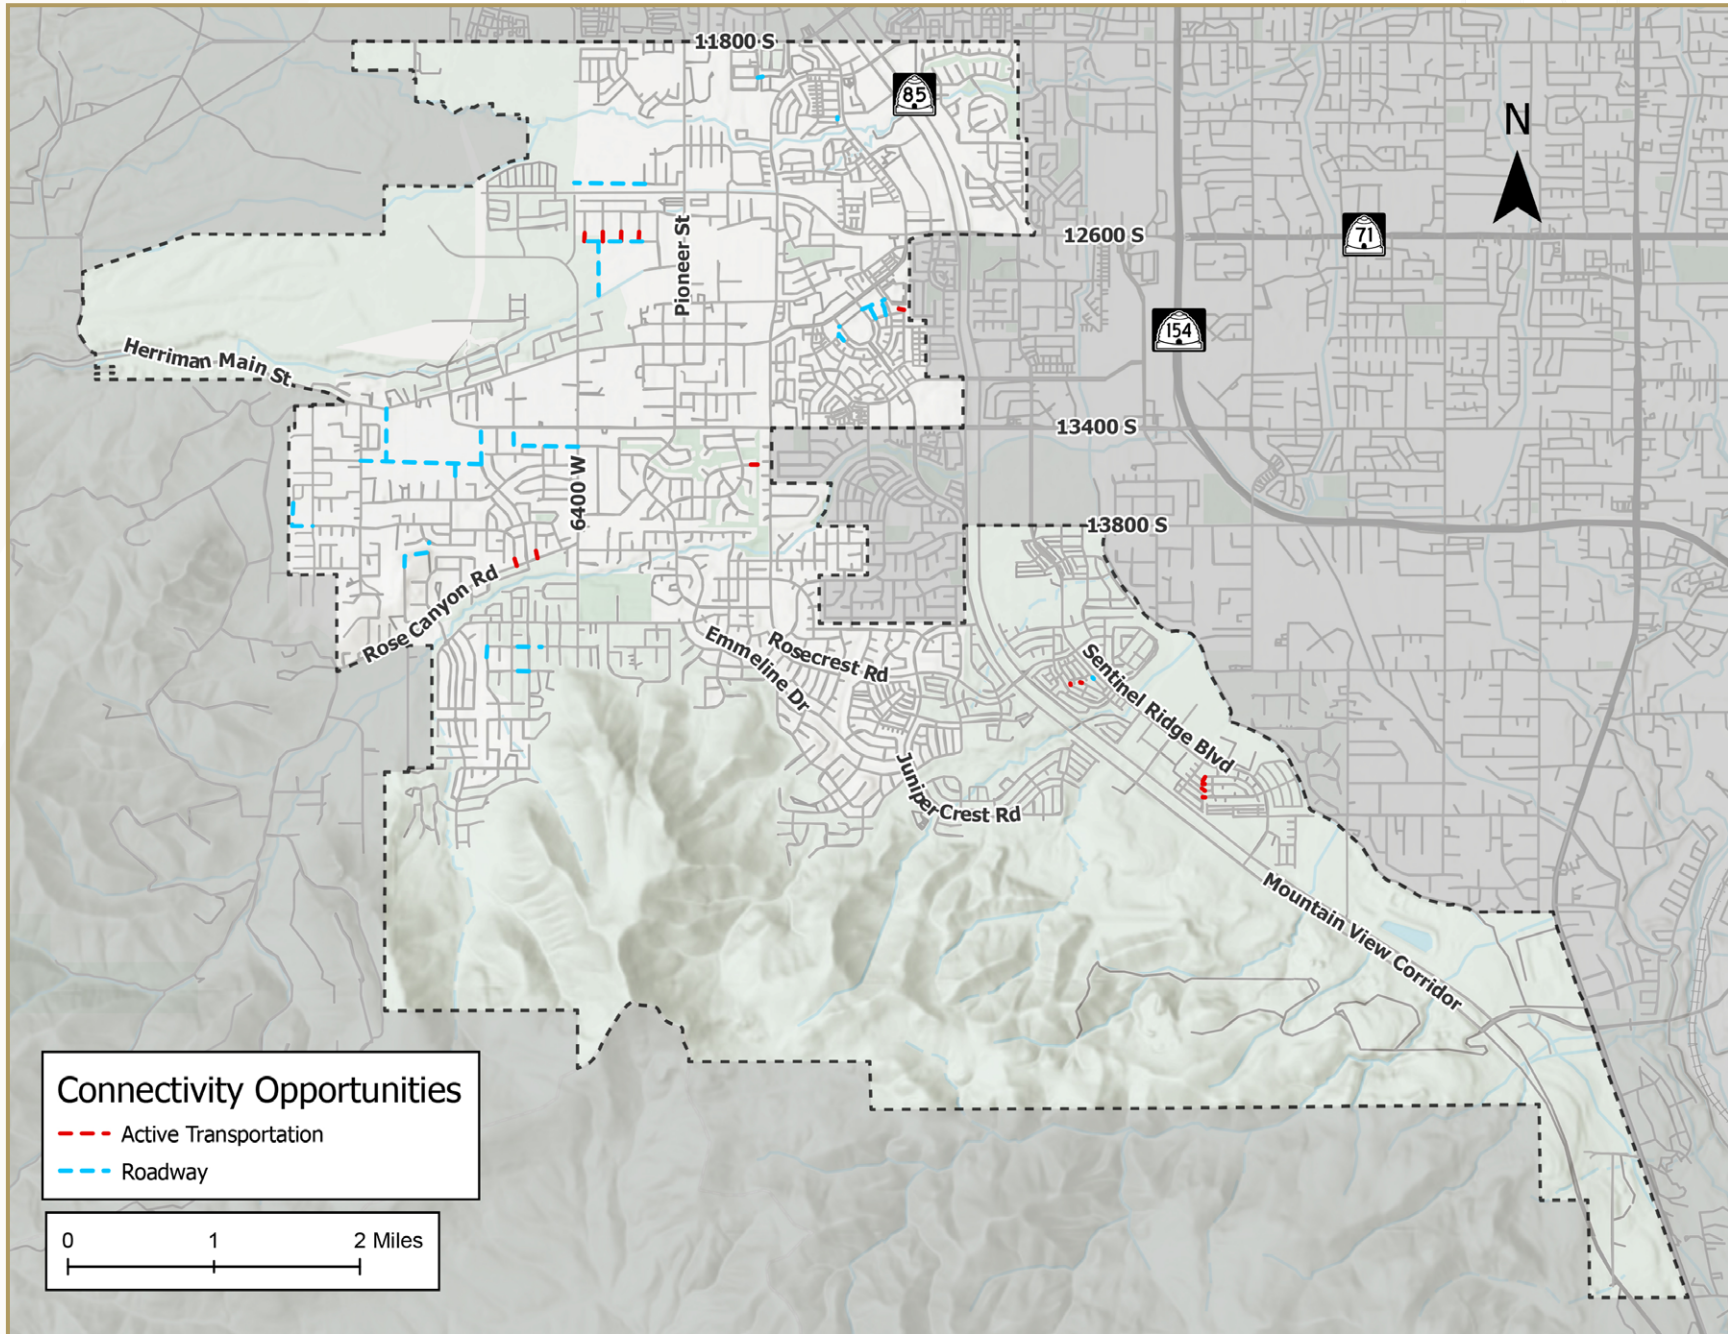 11800 S
85
N
Pioneer St
12600 S
71
154
Herriman Main St
13400 S
6400 W
13800 S
Rose Canyon Rd
Emmeline Dr
Rosecrest Rd
Sentinel Ridge Blvd
Juniper Crest Rd
Mountain View Corridor
Connectivity Opportunities
Active Transportation
Roadway
0 1 2 Miles